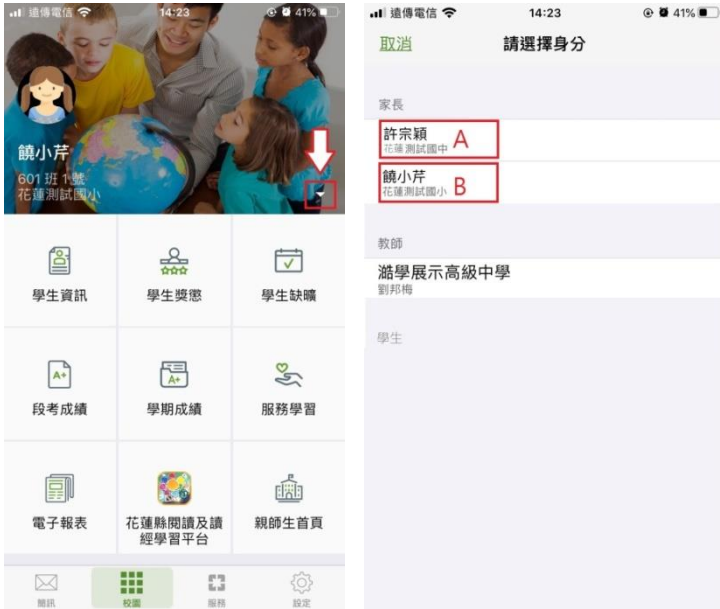 遠傳電信
14:23
41%
饒小芹
601 班 1 號
花蓮測試國小
學生資訊
學生獎懲
學生缺曠
段考成績
學期成績
服務學習
電子報表
花蓮縣閱讀及讀
經學習平台
親師生首頁
簡訊
校園
服務
設定
遠傳電信
14:23
41%
取消
請選擇身分
家長
許宗穎
花蓮測試國中
A
饒小芹
花蓮測試國小
B
教師
澔學展示高級中學
劉邦梅
學生